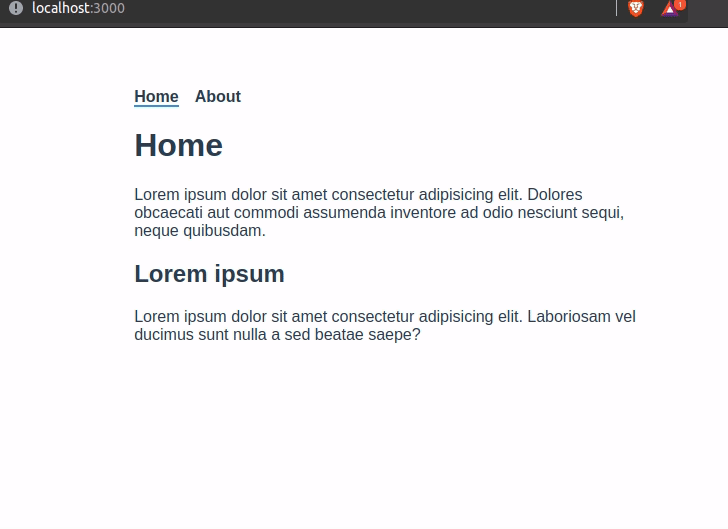 localhost:3000
1
Home About
Home
Lorem ipsum dolor sit amet consectetur adipisicing elit. Dolores
obcaecati aut commodi assumenda inventore ad odio nesciunt sequi,
neque quibusdam.
Lorem ipsum
Lorem ipsum dolor sit amet consectetur adipisicing elit. Laboriosam vel
ducimus sunt nulla a sed beatae saepe?